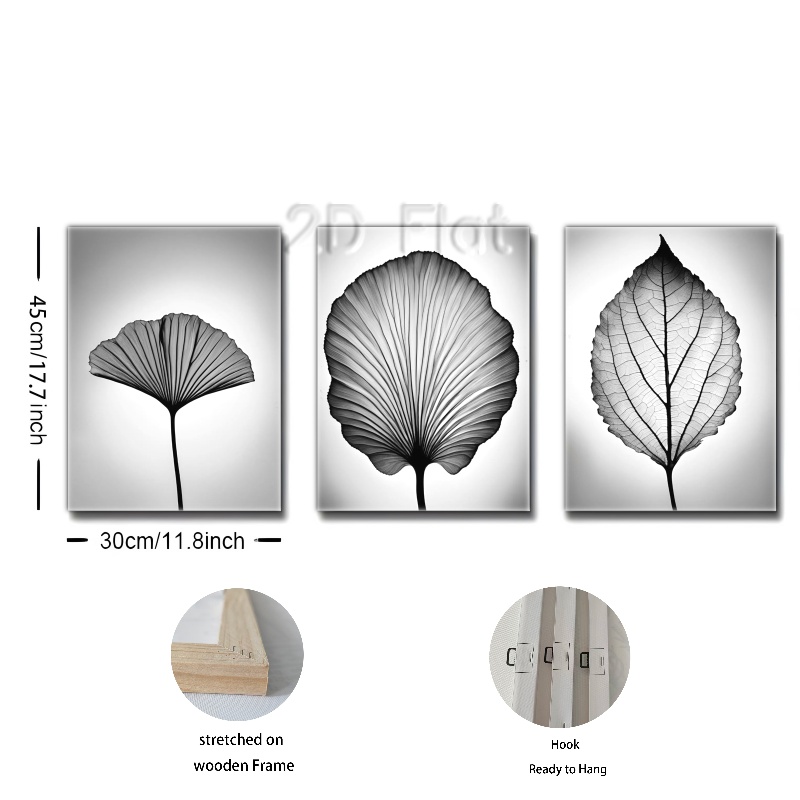 2D Flat
45cm/17.7inch
30cm/11.8inch
stretched on
wooden Frame
Hook
Ready to Hang